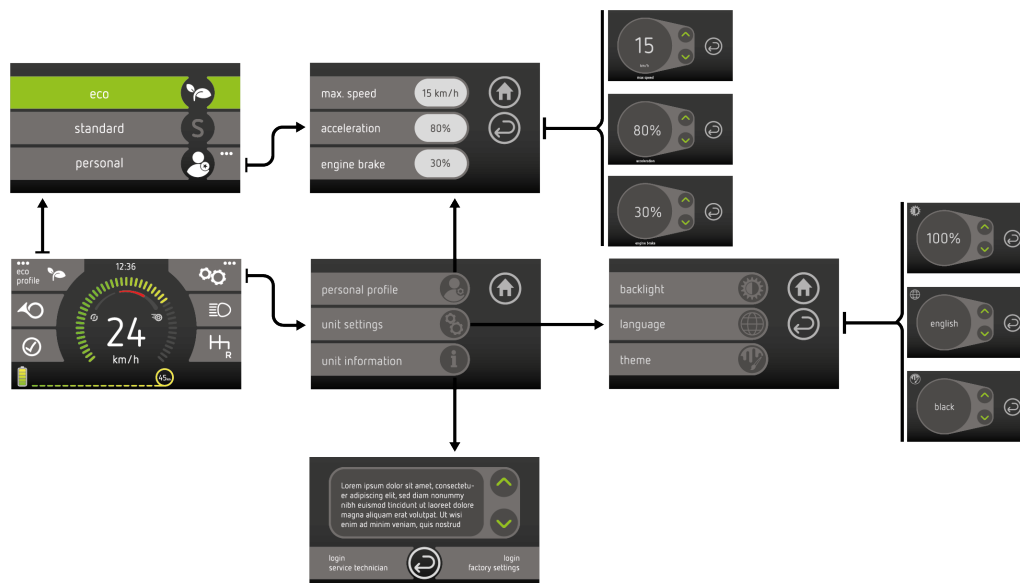 eco
standard
S
personal
max. speed
15 km/h
acceleration
80%
engine brake
30%
15
km/h
max speed
80%
acceleration
30%
engine brake
eco
profile
12:36
24
km/h
R
45km
personal profile
unit settings
unit information
i
backlight
language
theme
100%
english
black
Lorem ipsum dolor sit amet, consectetu-
er adipiscing elit, sed diam nonummy
nibh euismod tincidunt ut laoreet dolore
magna aliquam erat volutpat. Ut wisi
enim ad minim veniam, quis nostrud
login
service technician
login
factory settings